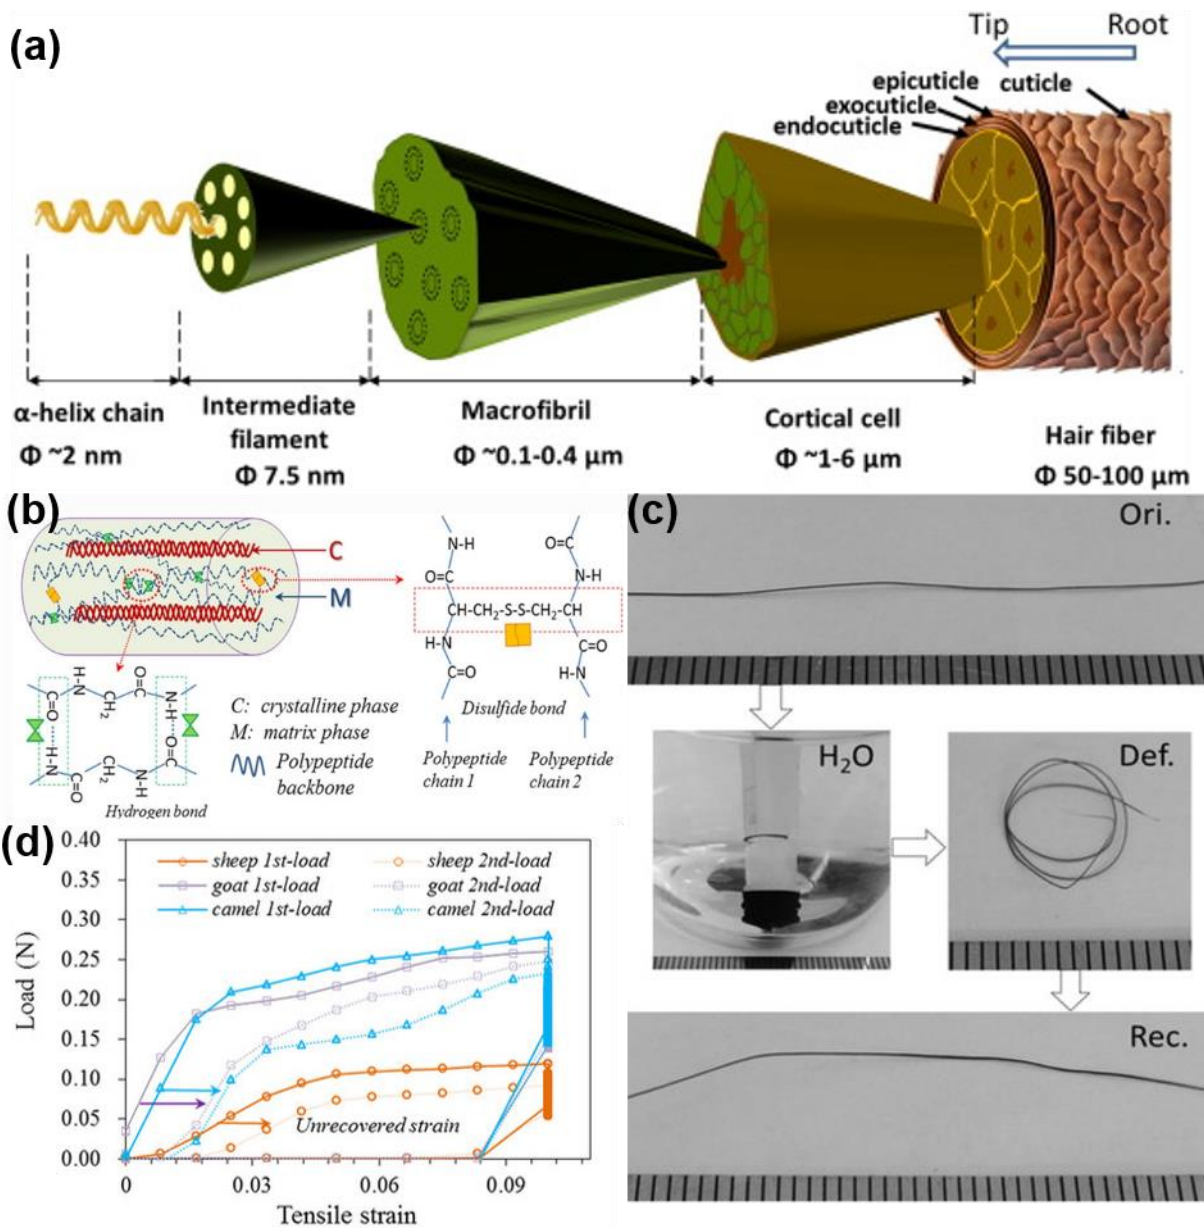 (a)
Tip Root
epicuticle cuticle
exocuticle
endocuticle
α-helix chain
Φ ~2 nm
Intermediate
filament
Φ 7.5 nm
Macrofibril
Φ ~0.1-0.4 μm
Cortical cell
Φ ~1-6 μm
Hair fiber
Φ 50-100 μm
(b)
C
M
N-H
O=C
CH-CH2-S-S-CH2-CH
H-N
C=O
O=C
N-H
C=O
N-H
Disulfide bond
Polypeptide
chain 1
Polypeptide
chain 2
C=O
H-N
CH2
O=C
N-H
C=O
H-N
CH2
N-H
O=C
Hydrogen bond
C: crystalline phase
M: matrix phase
Polypeptide
backbone
(c)
Ori.
H2O
Def.
Rec.
(d)
0.40
0.35
0.30
0.25
0.20
0.15
0.10
0.05
0.00
Load (N)
sheep 1st-load sheep 2nd-load
goat 1st-load goat 2nd-load
camel 1st-load camel 2nd-load
Unrecovered strain
0 0.03 0.06 0.09
Tensile strain